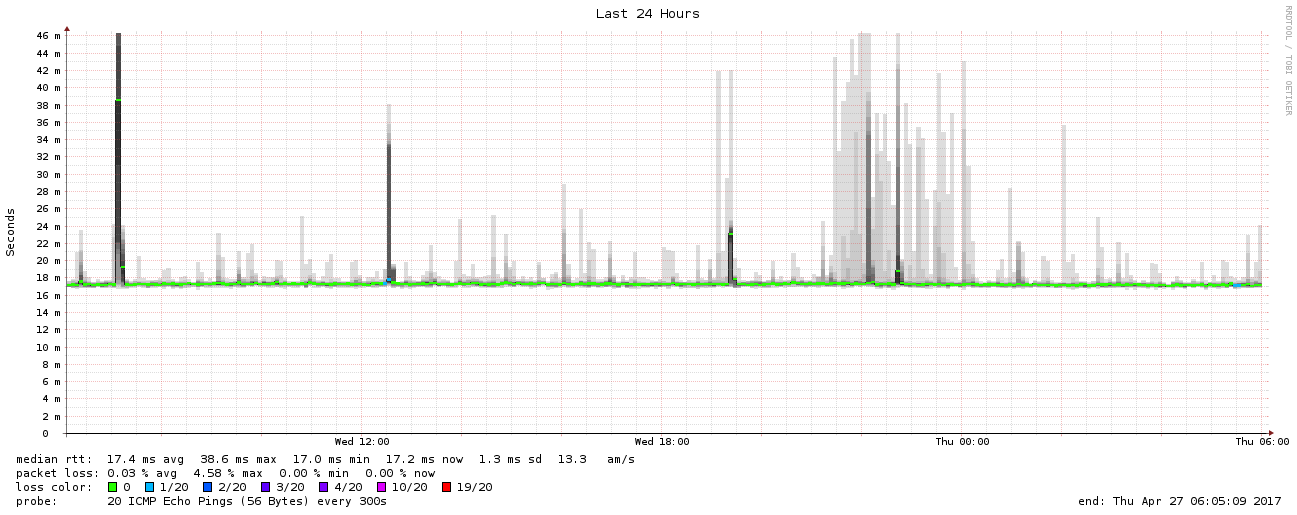 Last 24 Hours
RRDTOOL / TOBI OETIKER
Seconds
46 m
44 m
42 m
40 m
38 m
36 m
34 m
32 m
30 m
28 m
26 m
24 m
22 m
20 m
18 m
16 m
14 m
12 m
10 m
8 m
6 m
4 m
2 m
0
Wed 12:00 Wed 18:00 Thu 00:00 Thu 06:00
median rtt: 17.4 ms avg 38.6 ms max 17.0 ms min 17.2 ms now 1.3 ms sd 13.3 am/s
packet loss: 0.03 % avg 4.58 % max 0.00 % min 0.00 % now
loss color: 0 1/20 2/20 3/20 4/20 10/20 19/20
probe: 20 ICMP Echo Pings (56 Bytes) every 300s end: Thu Apr 27 06:05:09 2017